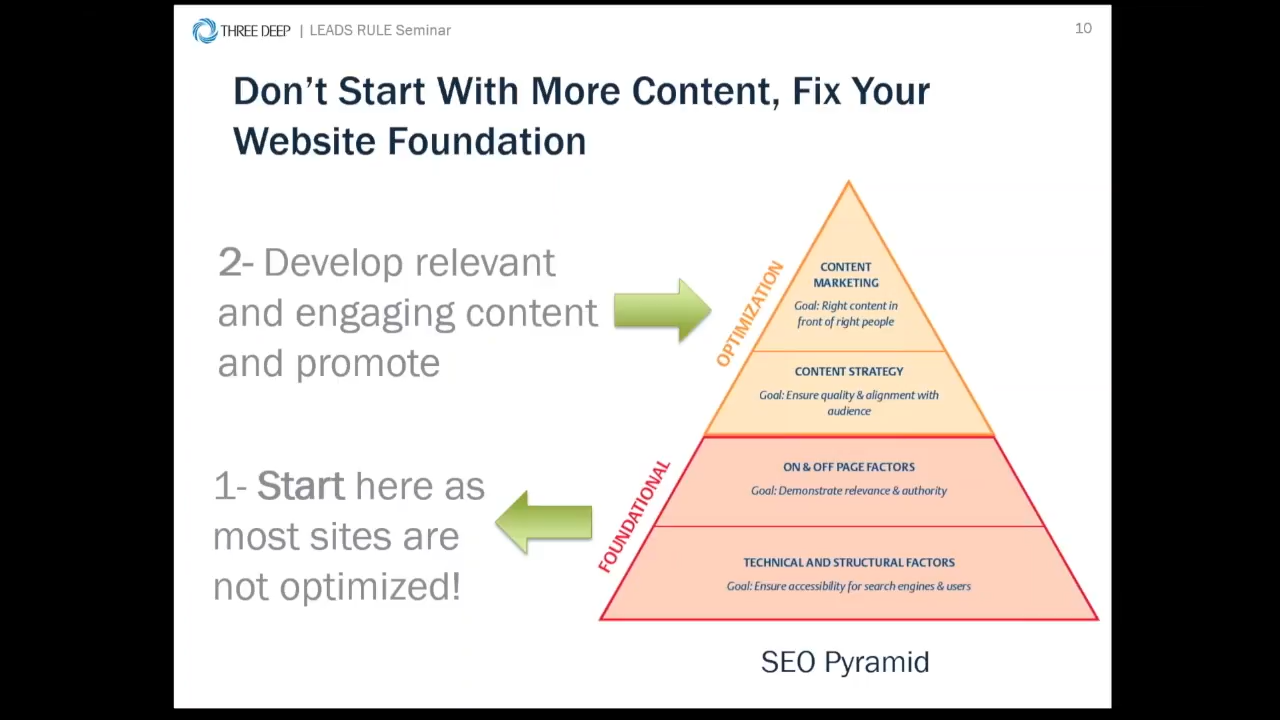 THREE DEEP | LEADS RULE Seminar
10
Don't Start With More Content, Fix Your
Website Foundation
2- Develop relevant
and engaging content
and promote
1- Start here as
most sites are
not optimized!
OPTIMIZATION
CONTENT
MARKETING
Goal: Right content in
front of right people
CONTENT STRATEGY
Goal: Ensure quality & alignment with
audience
FOUNDATIONAL
ON & OFF PAGE FACTORS
Goal: Demonstrate relevance & authority
TECHNICAL AND STRUCTURAL FACTORS
Goal: Ensure accessibility for search engines & users
SEO Pyramid